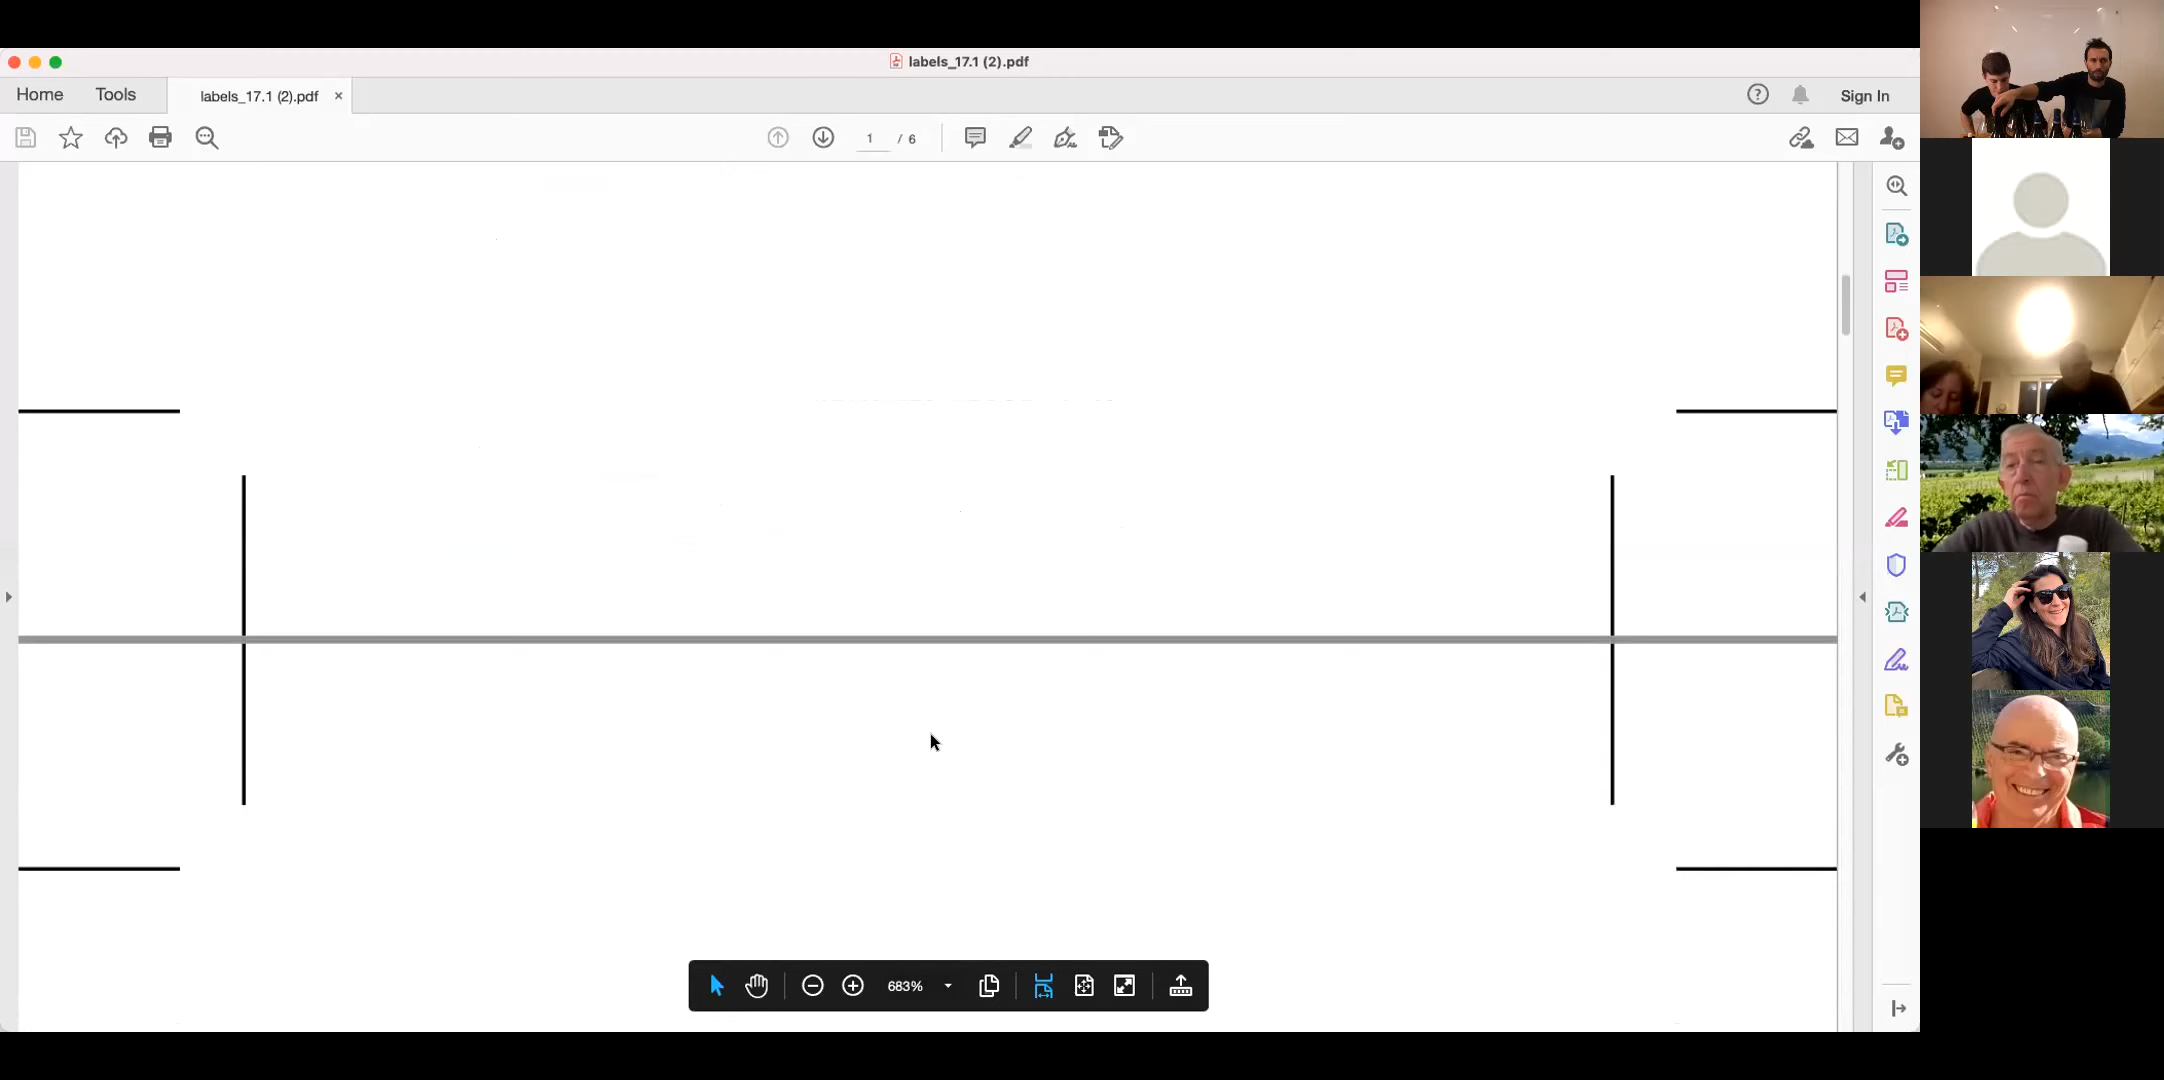 labels_17.1 (2).pdf
Home
Tools
labels_17.1 (2).pdf
Sign In
1 / 6
683%